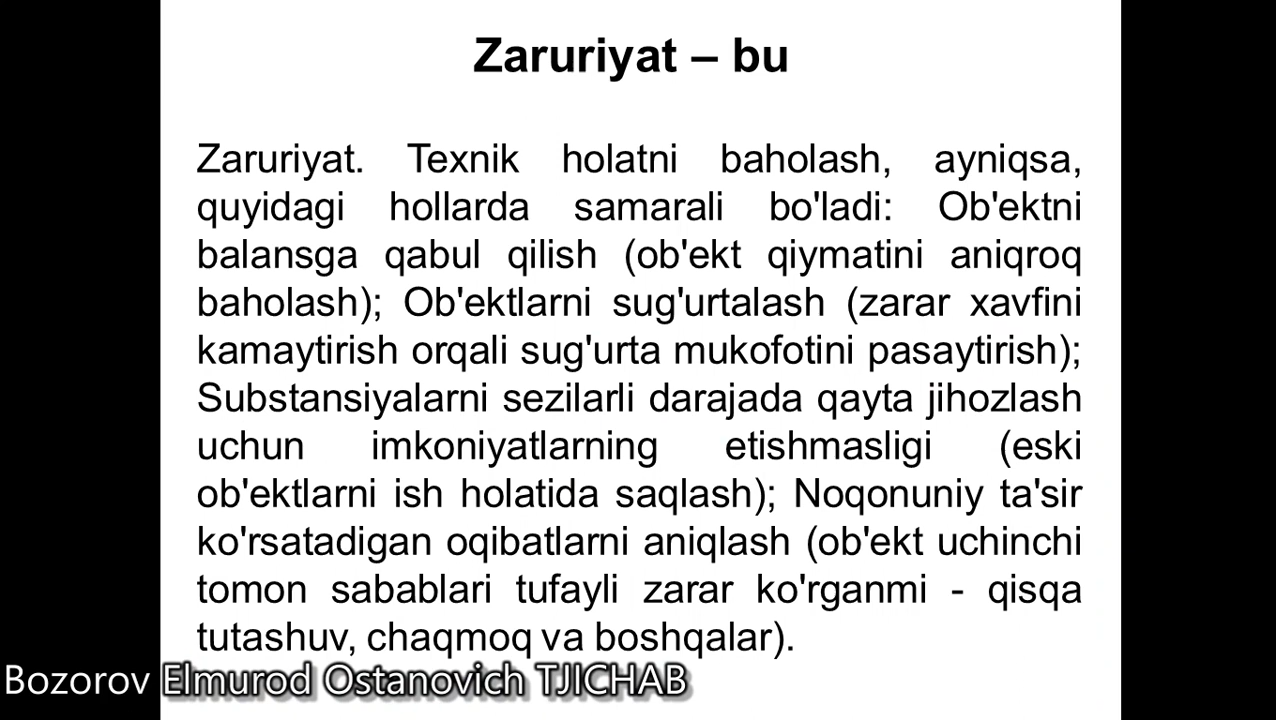 Zaruriyat – bu
Zaruriyat. Texnik holatni baholash, ayniqsa,
quyidagi hollarda samarali bo'ladi: Ob'ektni
balansga qabul qilish (ob'ekt qiymatini aniqroq
baholash); Ob'ektlarni sug'urtalash (zarar xavfini
kamaytirish orqali sug'urta mukofotini pasaytirish);
Substansiyalarni sezilarli darajada qayta jihozlash
uchun imkoniyatlarning etishmasligi (eski
ob'ektlarni ish holatida saqlash); Noqonuniy ta'sir
ko'rsatadigan oqibatlarni aniqlash (ob'ekt uchinchi
tomon sabablari tufayli zarar ko'rganmi - qisqa
tutashuv, chaqmoq va boshqalar).
Bozorov Elmurod Ostanovich TJICHAB